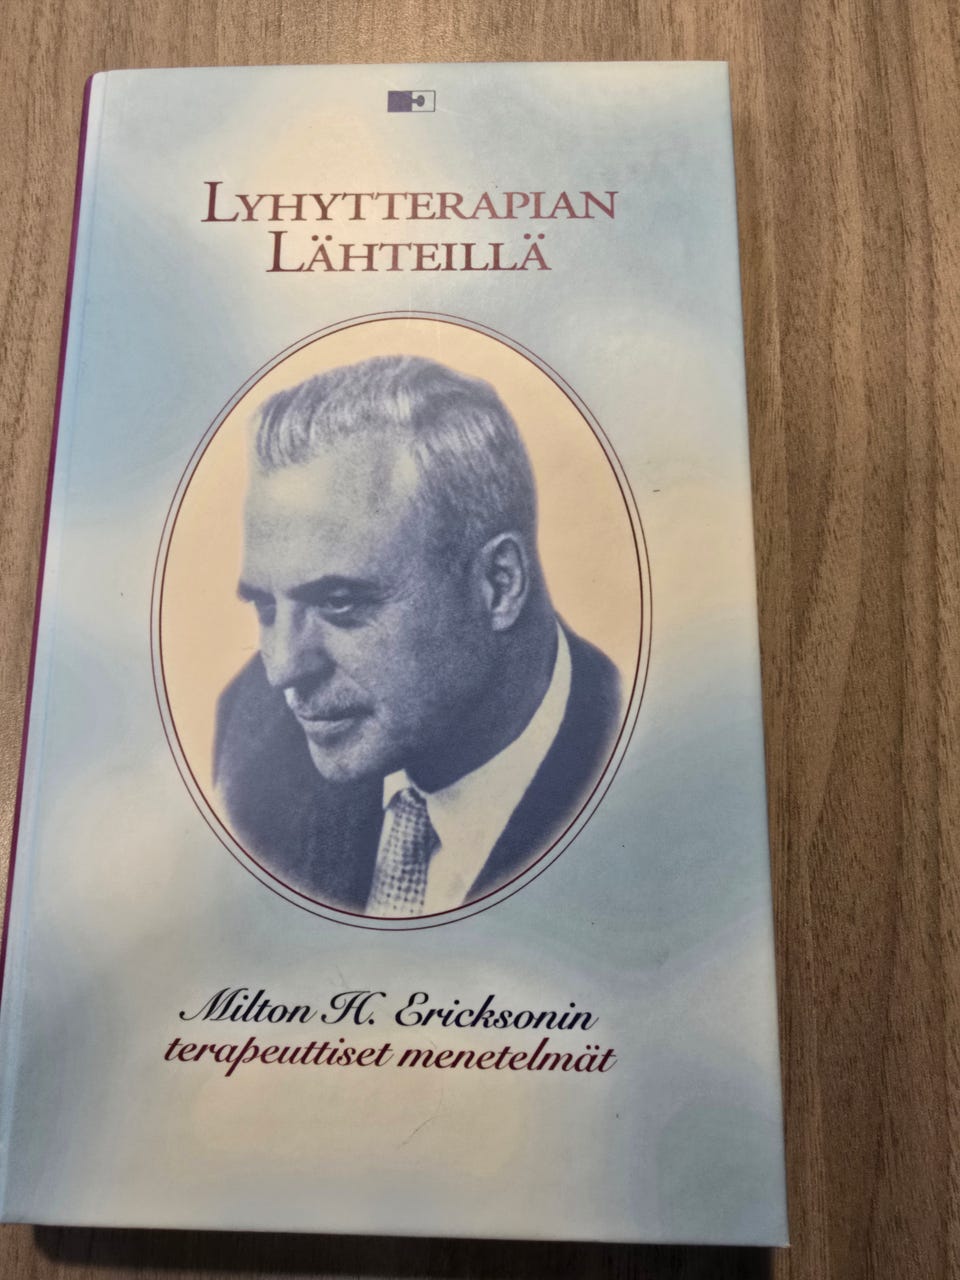 LYHYTTERAPIAN
LÄHTEILLÄ
Milton H. Ericksonin
terapeuttiset menetelmät